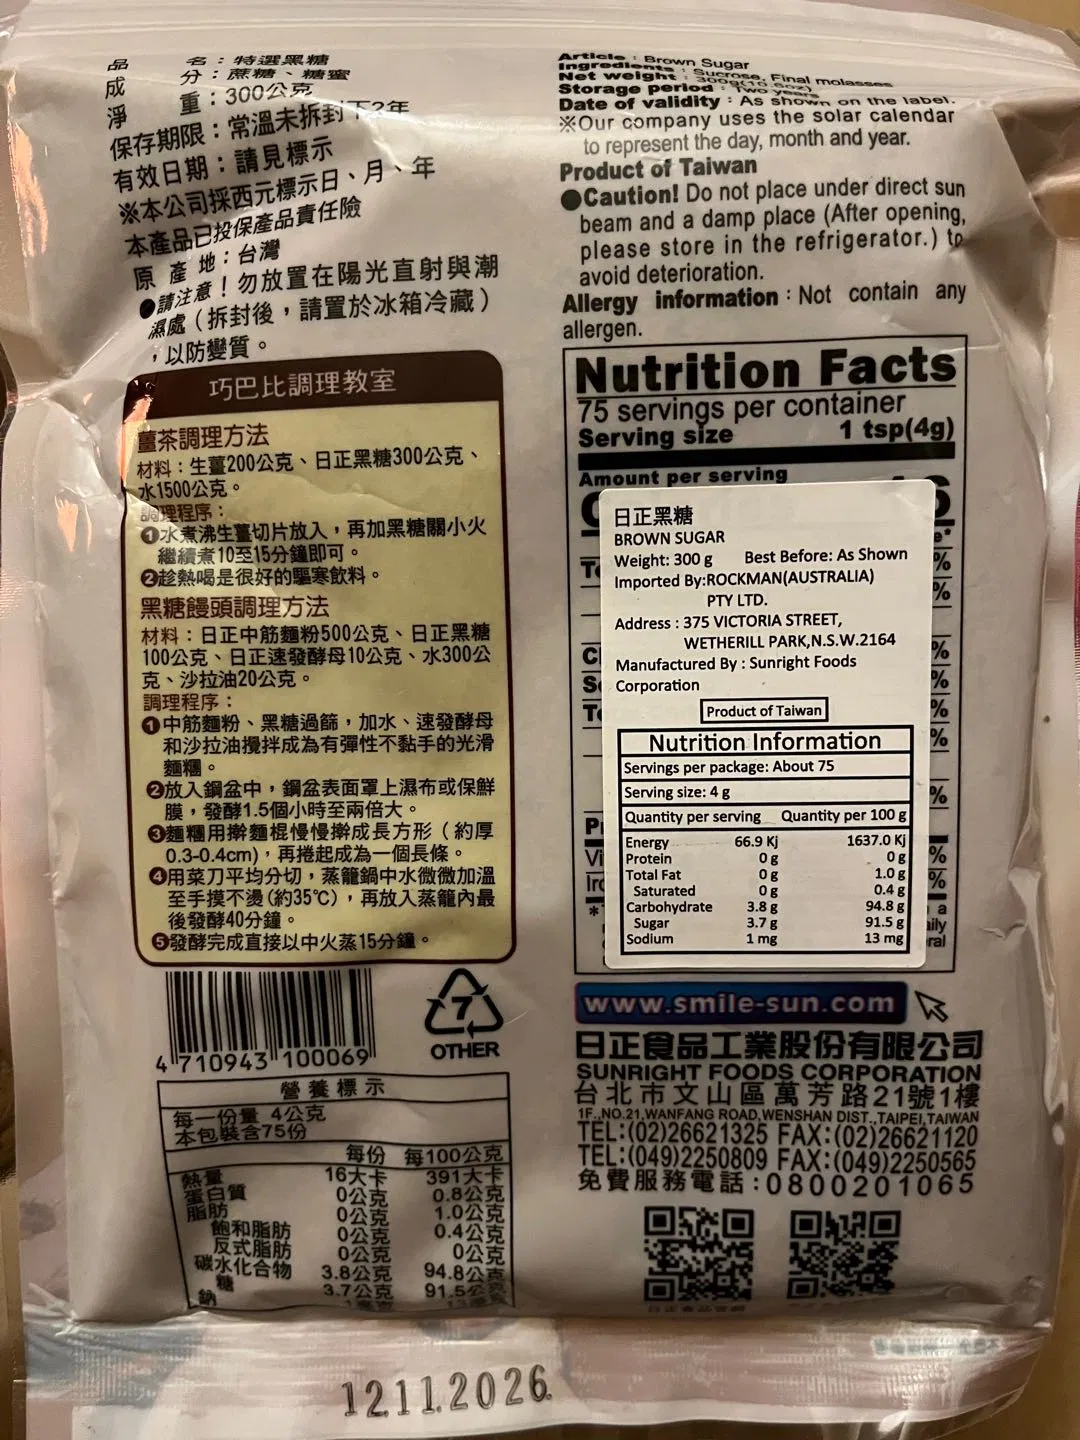 品 名：特選黑糖
成 分：蔗糖、糖蜜
淨 重：300公克
保存期限：常溫未拆封下2年
有效日期：請見標示
※本公司採西元標示日、月、年
本產品已投保產品責任險
原 產 地：台灣
●請注意！勿放置在陽光直射與潮
濕處（拆封後，請置於冰箱冷藏）
，以防變質。
巧巴比調理教室
薑茶調理方法
材料：生薑200公克、日正黑糖300公克、
水1500公克。
調理程序：
❶水煮沸生薑切片放入，再加黑糖關小火
繼續煮10至15分鐘即可。
❷趁熱喝是很好的驅寒飲料。
黑糖饅頭調理方法
材料：日正中筋麵粉500公克、日正黑糖
100公克、日正速發酵母10公克、水300公
克、沙拉油20公克。
調理程序：
❶中筋麵粉、黑糖過篩，加水、速發酵母
和沙拉油攪拌成為有彈性不黏手的光滑
麵糰。
❷放入鋼盆中，鋼盆表面罩上濕布或保鮮
膜，發酵1.5個小時至兩倍大。
❸麵糰用擀麵棍慢慢擀成長方形（約厚
0.3-0.4cm)，再捲起成為一個長條。
❹用菜刀平均分切，蒸籠鍋中水微微加溫
至手摸不燙(約35℃)，再放入蒸籠內最
後發酵40分鐘。
❺發酵完成直接以中火蒸15分鐘。
4 710943 100069
7
OTHER
營養標示
每一份量 4公克
本包裝含75份
每份 每100公克
熱量 16大卡 391大卡
蛋白質 0公克 0.8公克
脂肪 0公克 1.0公克
飽和脂肪 0公克 0.4公克
反式脂肪 0公克 0公克
碳水化合物 3.8公克 94.8公克
糖 3.7公克 91.5公克
鈉
Article : Brown Sugar
Ingredients : Sucrose, Final molasses
Net weight : 300g(10.6oz)
Storage period : Two years
Date of validity : As shown on the label.
※Our company uses the solar calendar
to represent the day, month and year.
Product of Taiwan
●Caution! Do not place under direct sun
beam and a damp place (After opening,
please store in the refrigerator.) to
avoid deterioration.
Allergy information : Not contain any
allergen.
Nutrition Facts
75 servings per container
Serving size 1 tsp(4g)
Amount per serving
日正黑糖
BROWN SUGAR
Weight: 300 g Best Before: As Shown
Imported By:ROCKMAN(AUSTRALIA)
PTY LTD.
Address : 375 VICTORIA STREET,
WETHERILL PARK,N.S.W.2164
Manufactured By : Sunright Foods
Corporation
Product of Taiwan
Nutrition Information
Servings per package: About 75
Serving size: 4 g
Quantity per serving Quantity per 100 g
Energy 66.9 Kj 1637.0 Kj
Protein 0 g 0 g
Total Fat 0 g 1.0 g
Saturated 0 g 0.4 g
Carbohydrate 3.8 g 94.8 g
Sugar 3.7 g 91.5 g
Sodium 1 mg 13 mg
www.smile-sun.com
日正食品工業股份有限公司
SUNRIGHT FOODS CORPORATION
台北市文山區萬芳路21號1樓
1F.,NO.21,WANFANG ROAD,WENSHAN DIST.,TAIPEI,TAIWAN
TEL:(02)26621325 FAX:(02)26621120
TEL:(049)2250809 FAX:(049)2250565
免費服務電話:0800201065
12.11.2026.